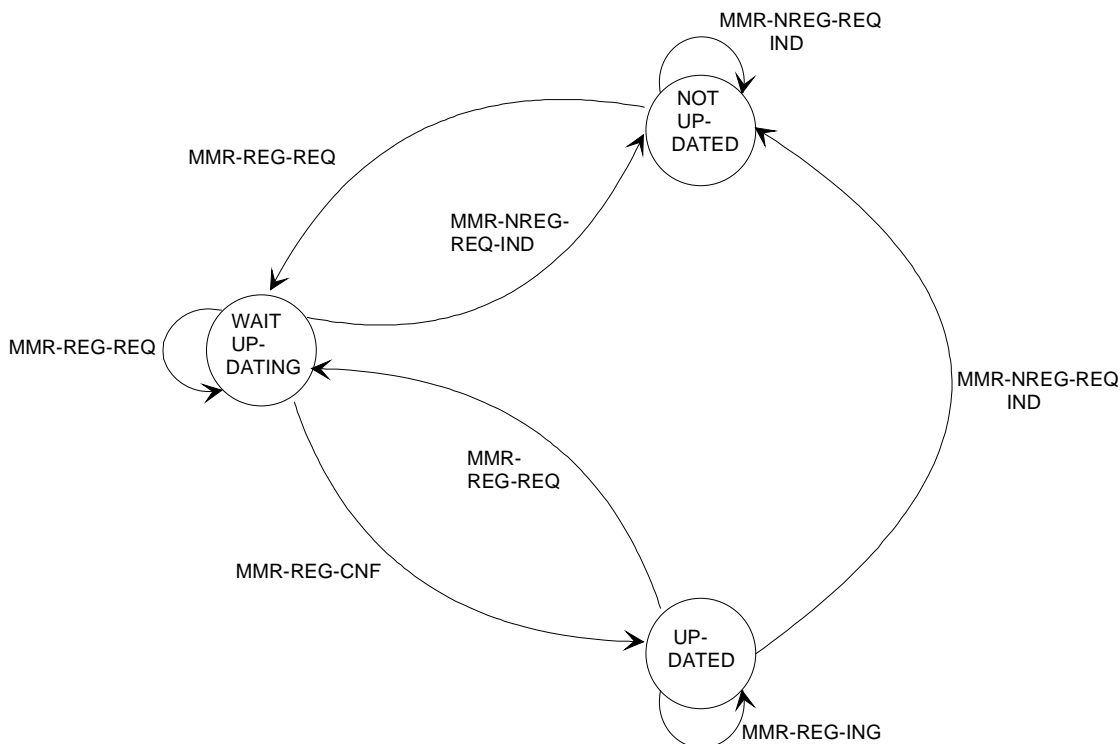 MMR-NREG-REQ
IND
NOT
UP-
DATED
MMR-REG-REQ
MMR-NREG-
REQ-IND
WAIT
UP-
DATING
MMR-REG-REQ
MMR-NREG-REQ
IND
MMR-
REG-REQ
MMR-REG-CNF
UP-
DATED
MMR-REG-ING